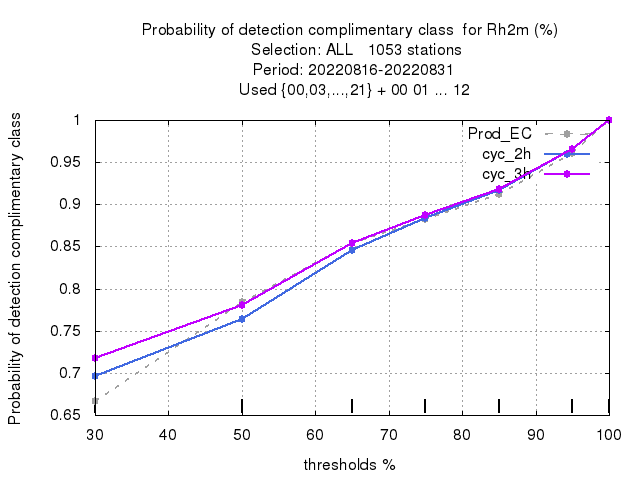 Probability of detection complimentary class  for Rh2m (%)
Selection: ALL   1053 stations
Period: 20220816-20220831
Used {00,03,...,21} + 00 01 ... 12
Probability of detection complimentary class
1
0.95
0.9
0.85
0.8
0.75
0.7
0.65
Prod_EC
cyc_2h
cyc_3h
30 40 50 60 70 80 90 100
thresholds %